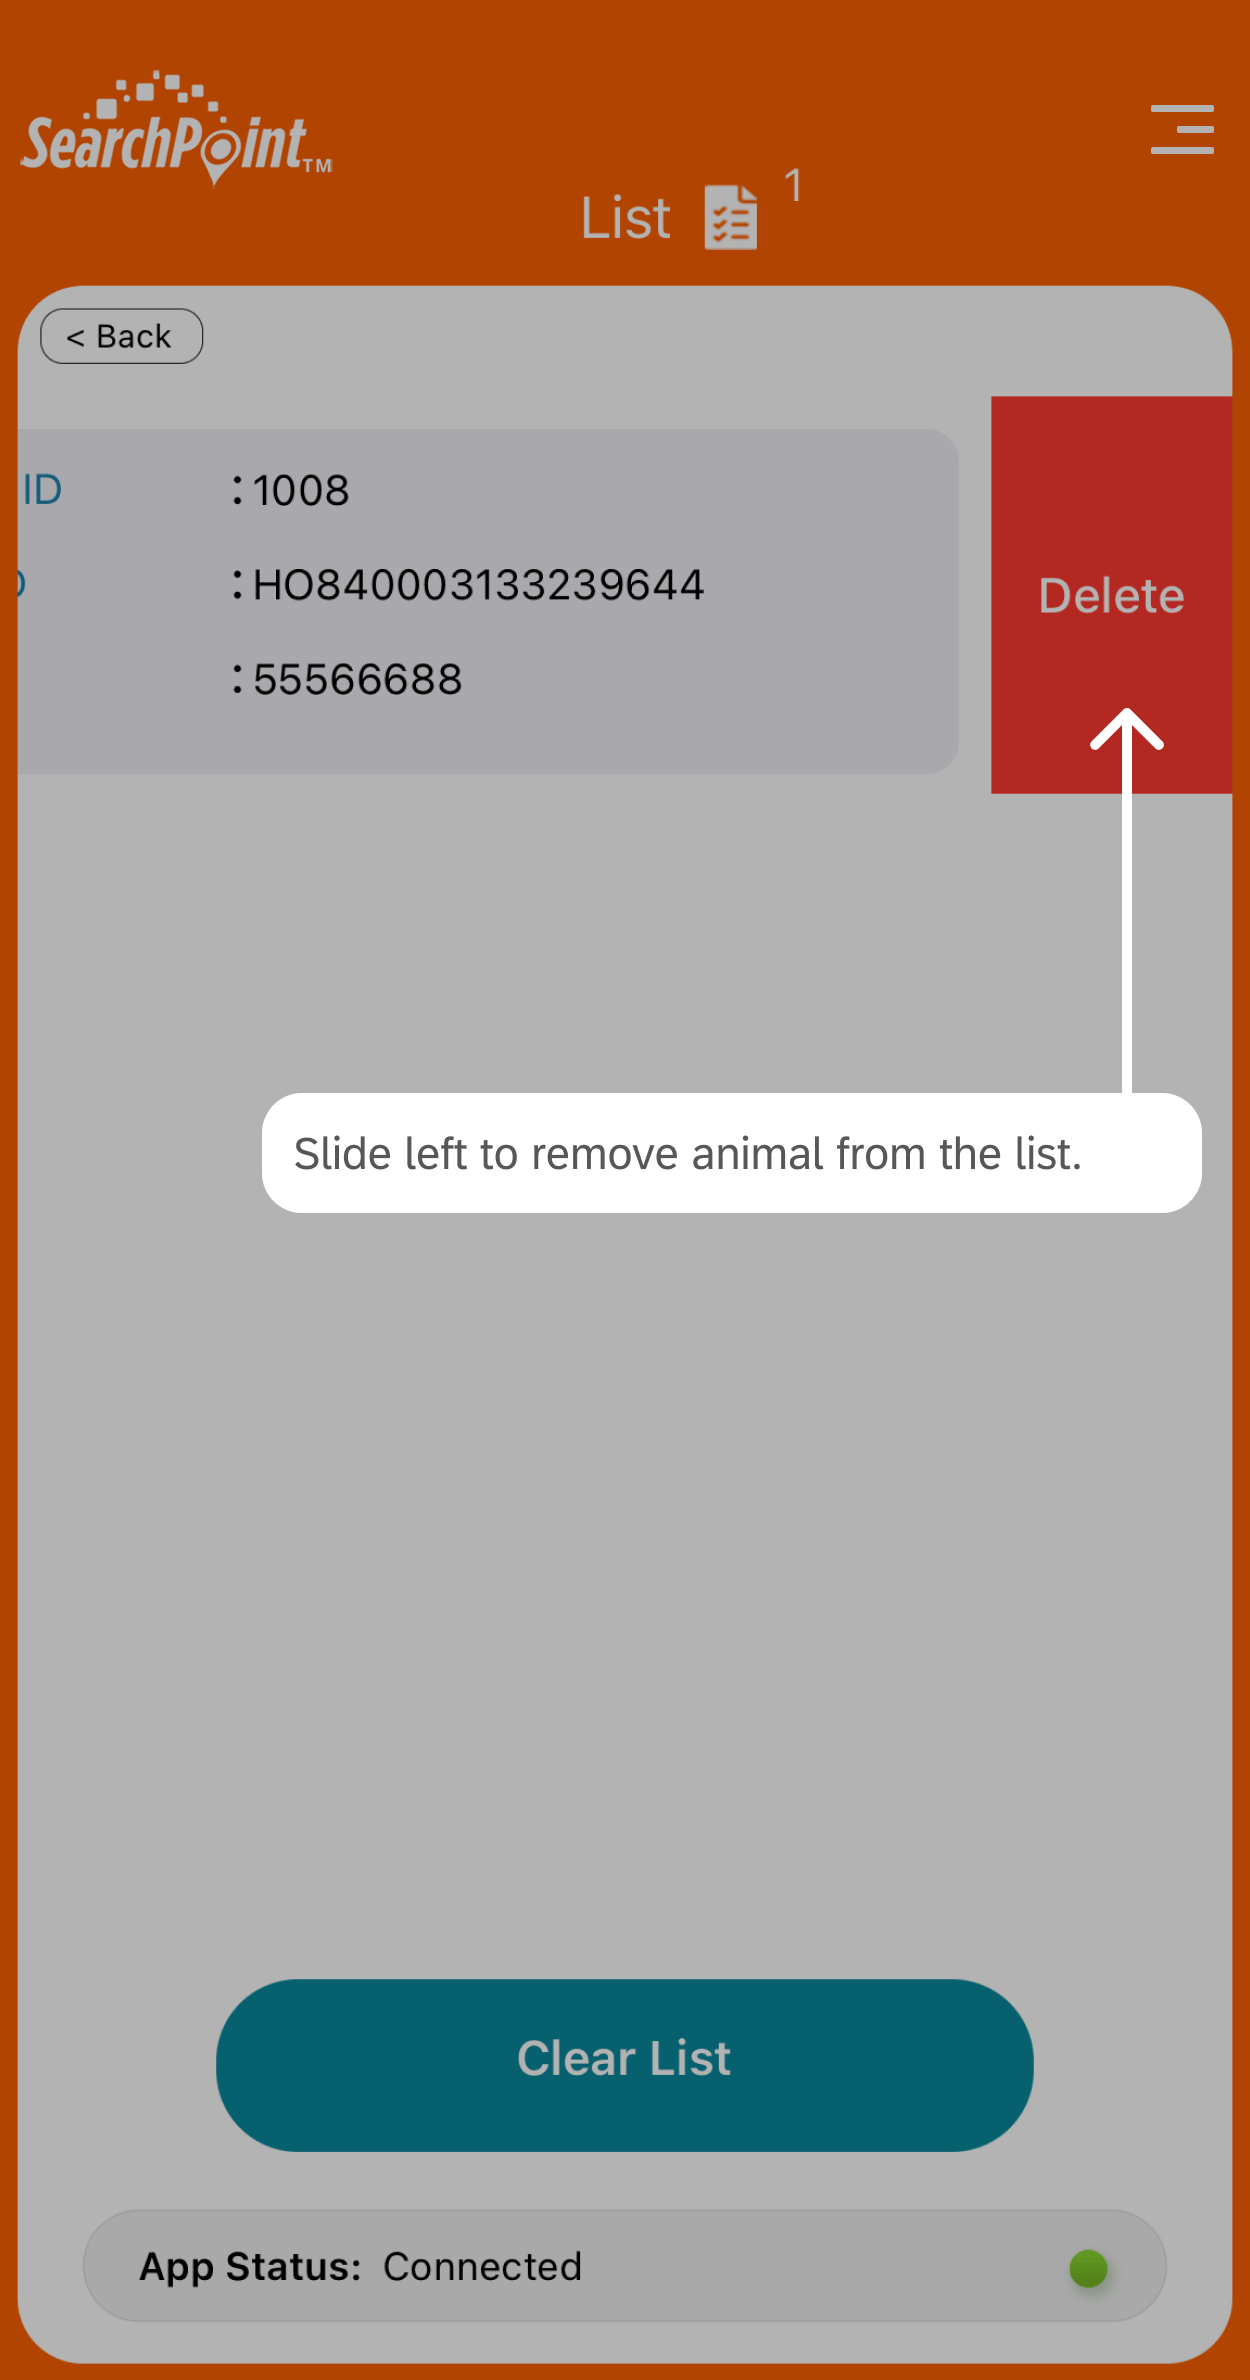 SearchPoint™
List 1
< Back
ID : 1008
: HO840003133239644
: 55566688
Delete
Slide left to remove animal from the list.
Clear List
App Status: Connected